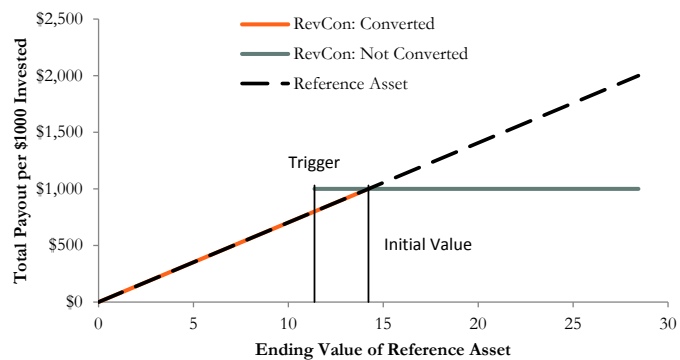 RevCon: Converted
RevCon: Not Converted
Reference Asset
Total Payout per $1000 Invested
$2,500
$2,000
$1,500
$1,000
$500
$0
Trigger
Initial Value
0 5 10 15 20 25 30
Ending Value of Reference Asset